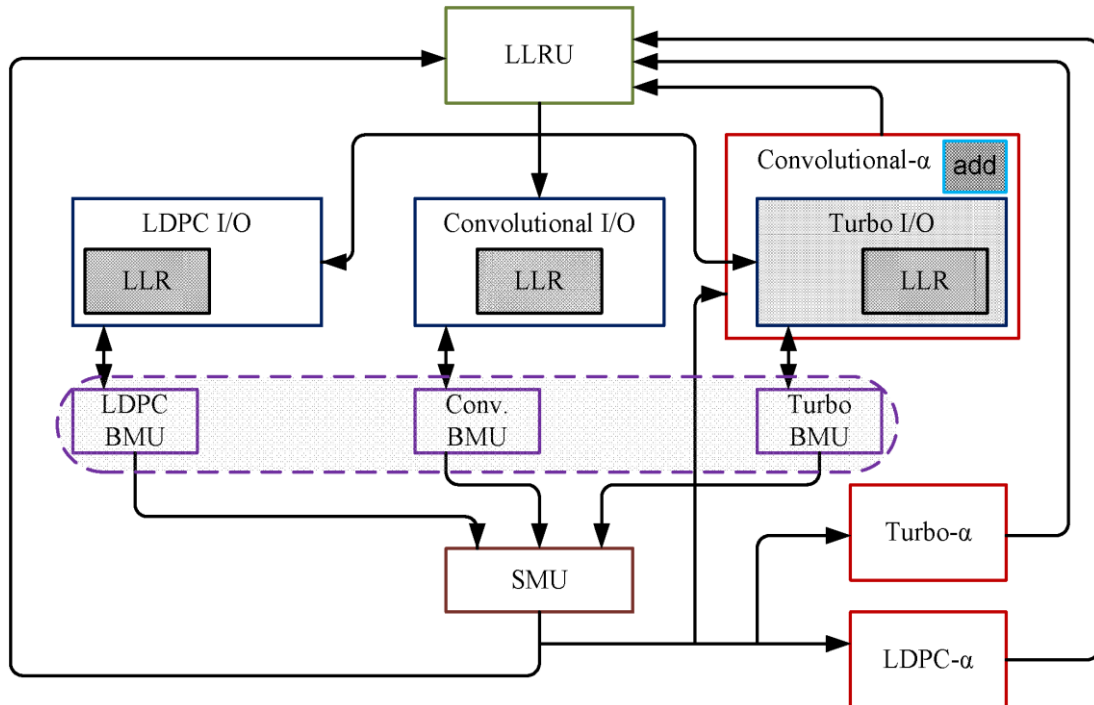 LLRU
Convolutional-α
add
LDPC I/O
Convolutional I/O
Turbo I/O
LLR
LLR
LLR
LDPC
BMU
Conv.
BMU
Turbo
BMU
Turbo-α
SMU
LDPC-α